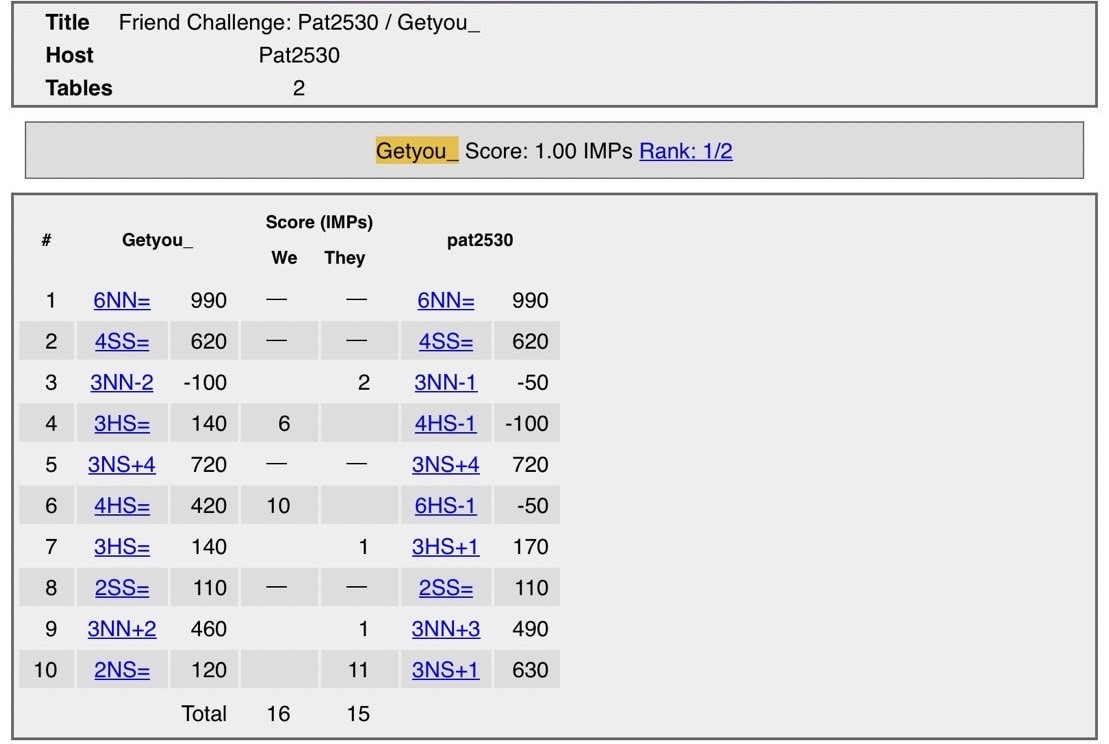 Title Friend Challenge: Pat2530 / Getyou_
Host Pat2530
Tables 2
Getyou_ Score: 1.00 IMPs Rank: 1/2
Score (IMPs)
# Getyou_ pat2530
We They
1 6NN= 990 — — 6NN= 990
2 4SS= 620 — — 4SS= 620
3 3NN-2 -100 2 3NN-1 -50
4 3HS= 140 6 4HS-1 -100
5 3NS+4 720 — — 3NS+4 720
6 4HS= 420 10 6HS-1 -50
7 3HS= 140 1 3HS+1 170
8 2SS= 110 — — 2SS= 110
9 3NN+2 460 1 3NN+3 490
10 2NS= 120 11 3NS+1 630
Total 16 15